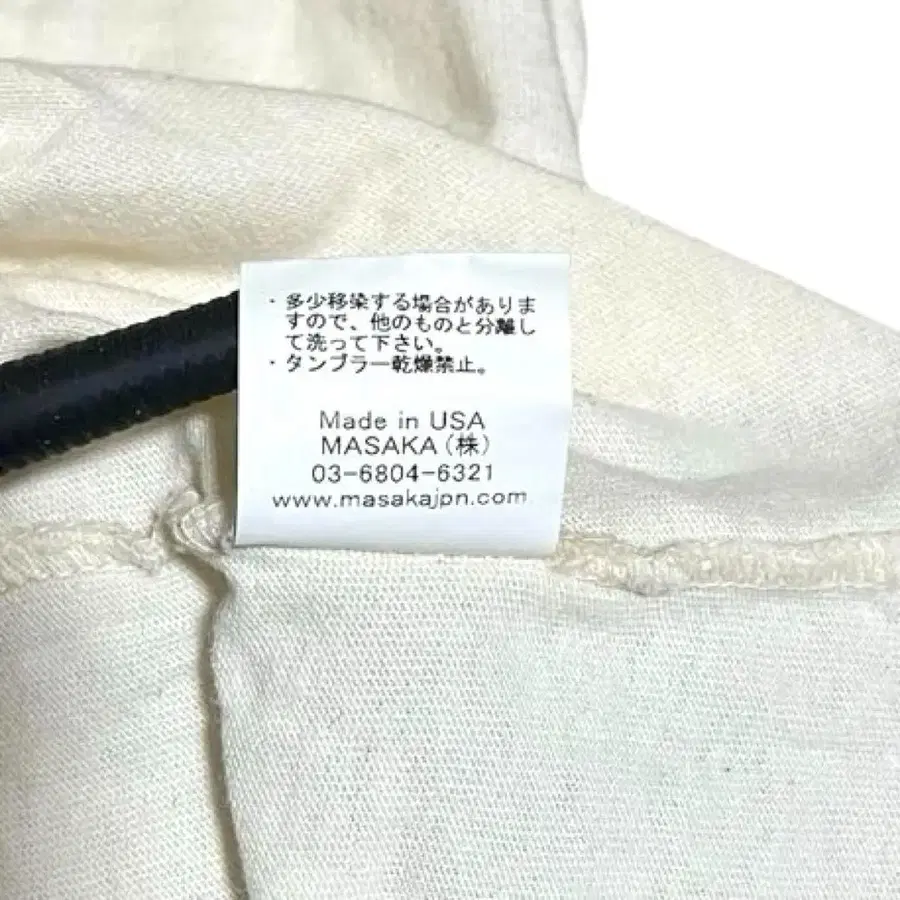 ・多少移染する場合がありま
すので、他のものと分離し
て洗って下さい。
・タンブラー乾燥禁止。
Made in USA
MASAKA（株）
03-6804-6321
www.masakajpn.com